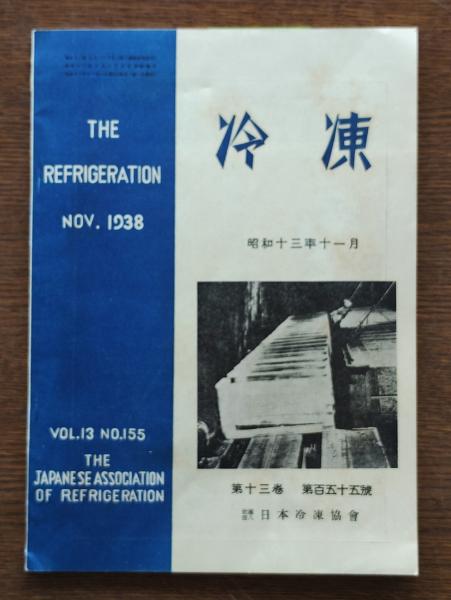 THE
REFRIGERATION
NOV. 1938
VOL.13 NO.155
THE
JAPANESE ASSOCIATION
OF REFRIGERATION
冷凍
昭和十三年十一月
第十三卷 第百五十五號
日本冷凍協會